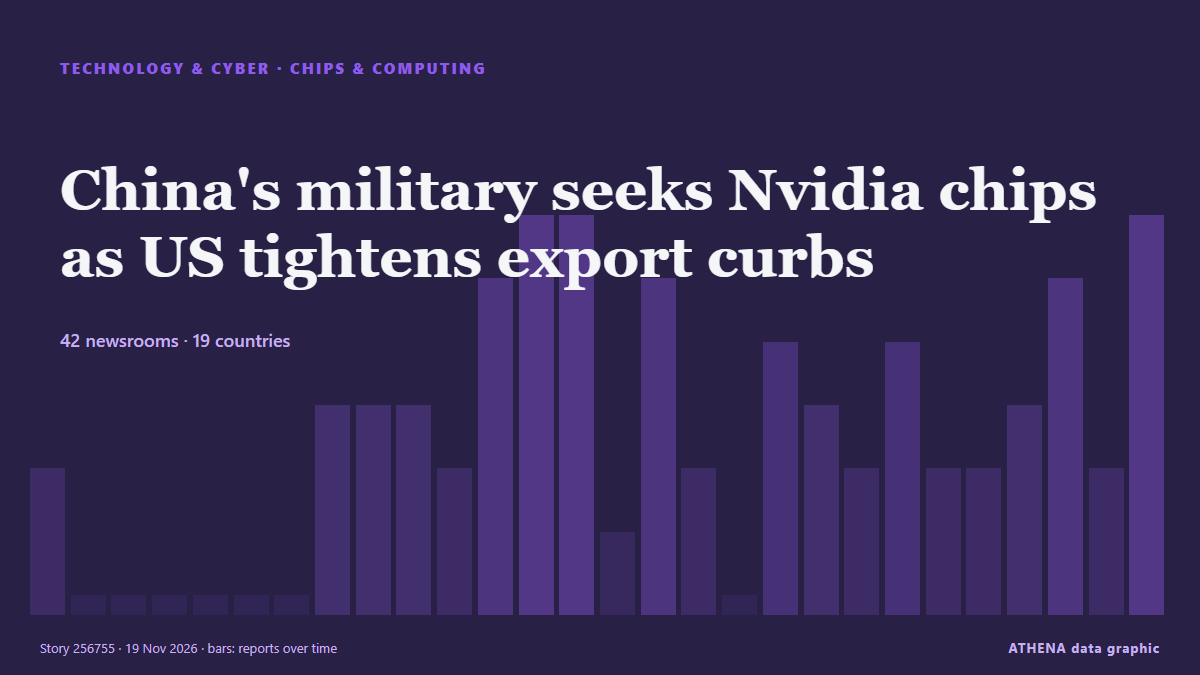 TECHNOLOGY & CYBER · CHIPS & COMPUTING
China's military seeks Nvidia chips
as US tightens export curbs
42 newsrooms · 19 countries
Story 256755 · 19 Nov 2026 · bars: reports over time
ATHENA data graphic